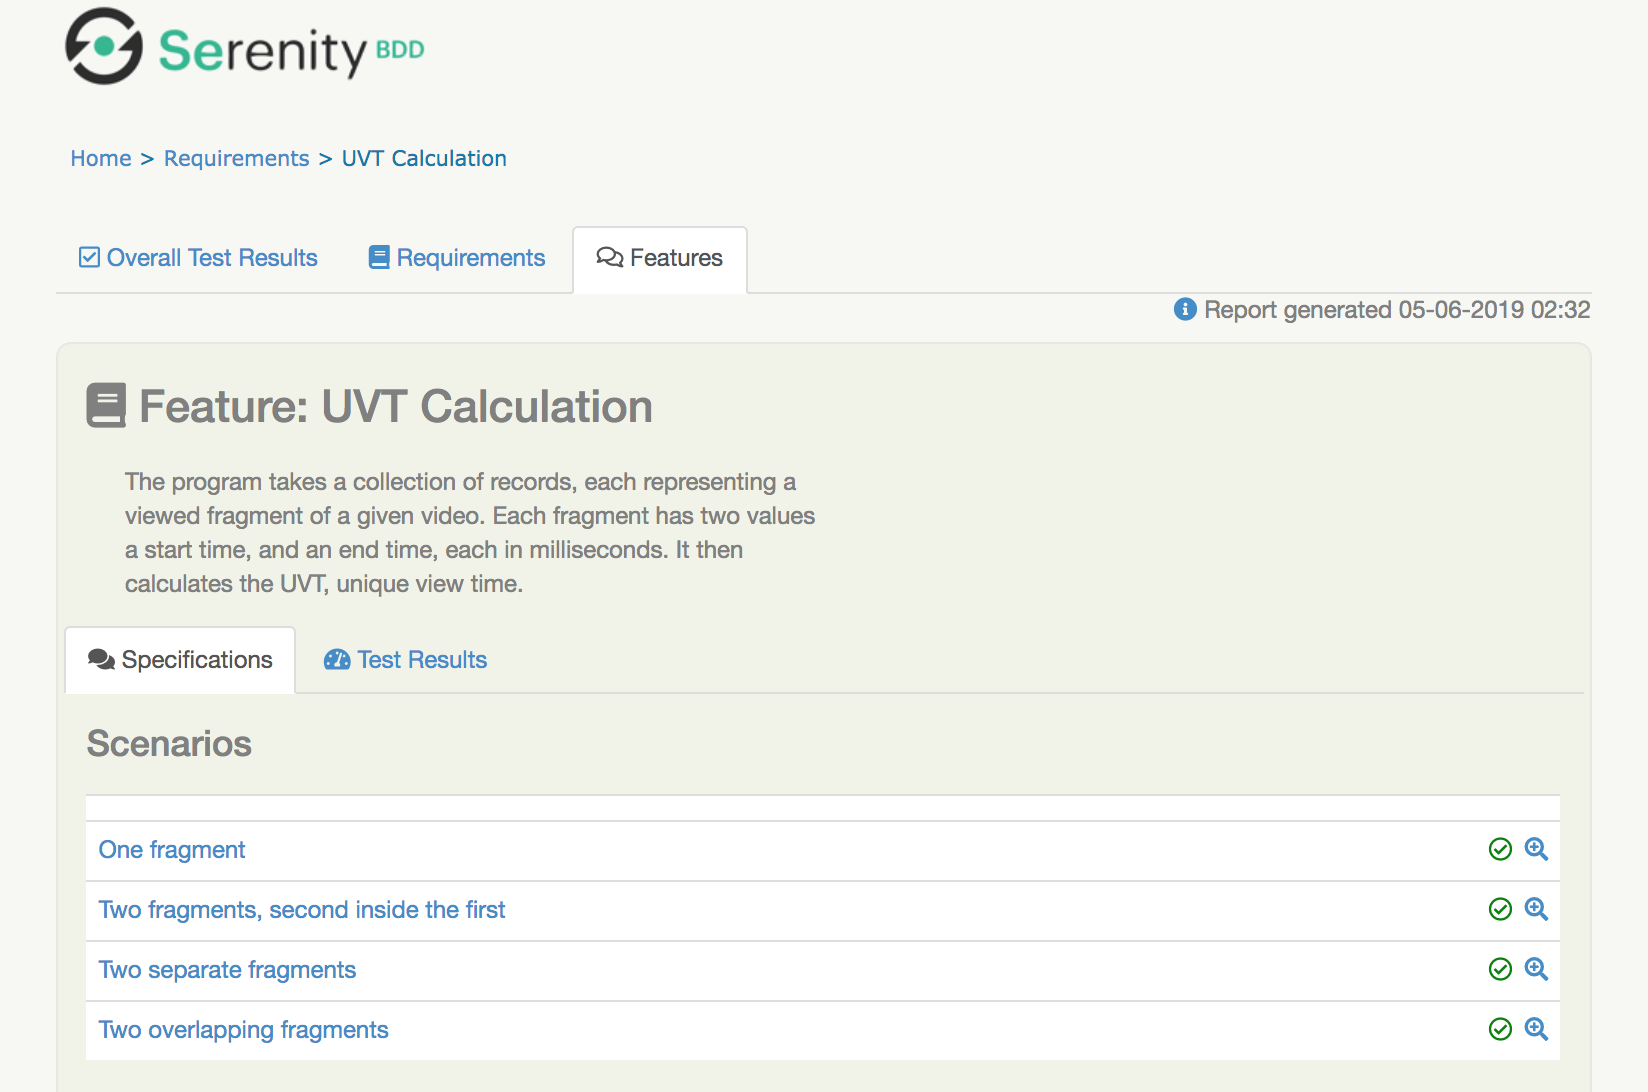 Serenity BDD
Home > Requirements > UVT Calculation
Overall Test Results Requirements Features
Report generated 05-06-2019 02:32
Feature: UVT Calculation
The program takes a collection of records, each representing a
viewed fragment of a given video. Each fragment has two values
a start time, and an end time, each in milliseconds. It then
calculates the UVT, unique view time.
Specifications Test Results
Scenarios
One fragment
Two fragments, second inside the first
Two separate fragments
Two overlapping fragments